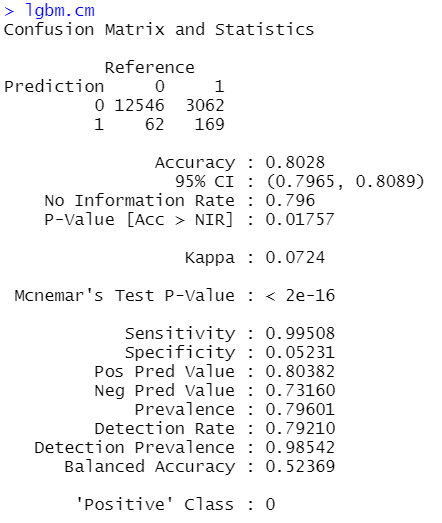 > lgbm.cm
Confusion Matrix and Statistics
Reference
Prediction 0 1
0 12546 3062
1 62 169
Accuracy : 0.8028
95% CI : (0.7965, 0.8089)
No Information Rate : 0.796
P-Value [Acc > NIR] : 0.01757
Kappa : 0.0724
Mcnemar's Test P-Value : < 2e-16
Sensitivity : 0.99508
Specificity : 0.05231
Pos Pred Value : 0.80382
Neg Pred Value : 0.73160
Prevalence : 0.79601
Detection Rate : 0.79210
Detection Prevalence : 0.98542
Balanced Accuracy : 0.52369
'Positive' Class : 0